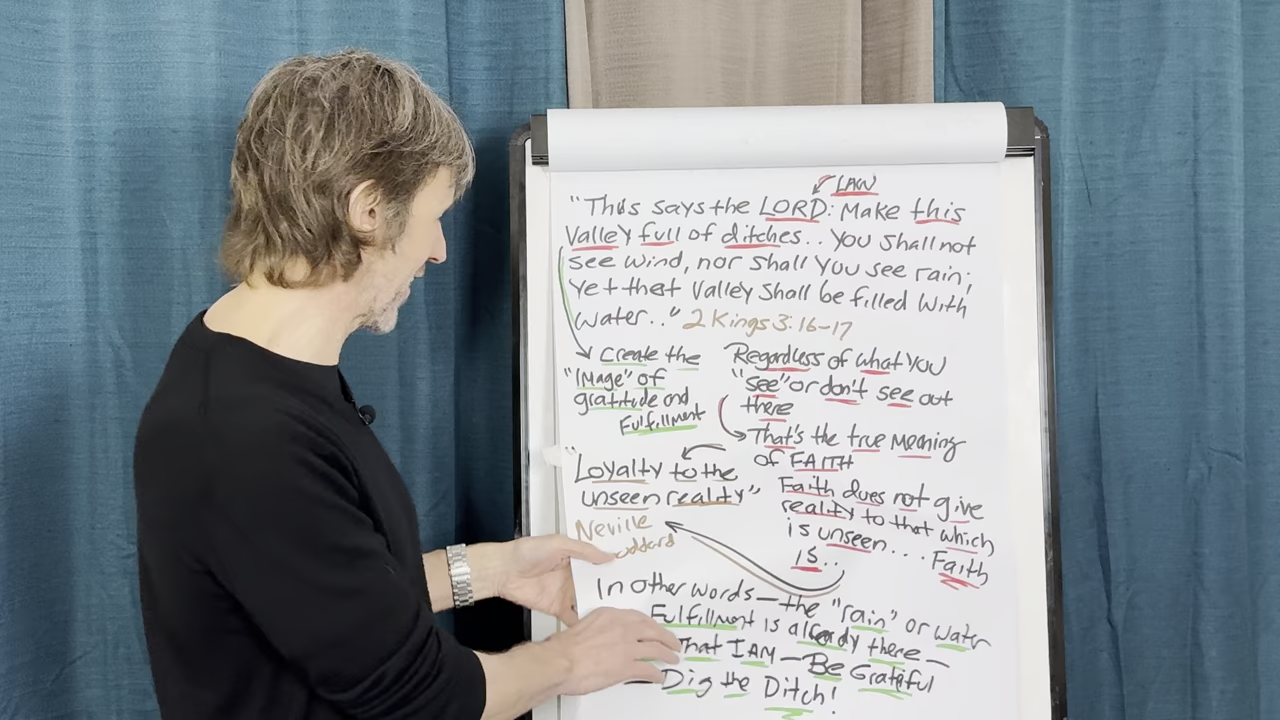 LAW
"Thus says the LORD: Make this
Valley full of ditches.. You shall not
see wind, nor shall you see rain;
yet that valley shall be filled with
water.." 2 Kings 3:16-17
Create the
"Image" of
gratitude and
Fulfillment
Regardless of what you
"see" or don't see out
there
That's the true meaning
of FAITH
"Loyalty to the
unseen reality"
Neville
Faith does not give
reality to that which
is unseen... Faith
is..
In other words—the "rain" or water
Fulfillment is already there—
That I AM—Be Grateful
Dig the Ditch!